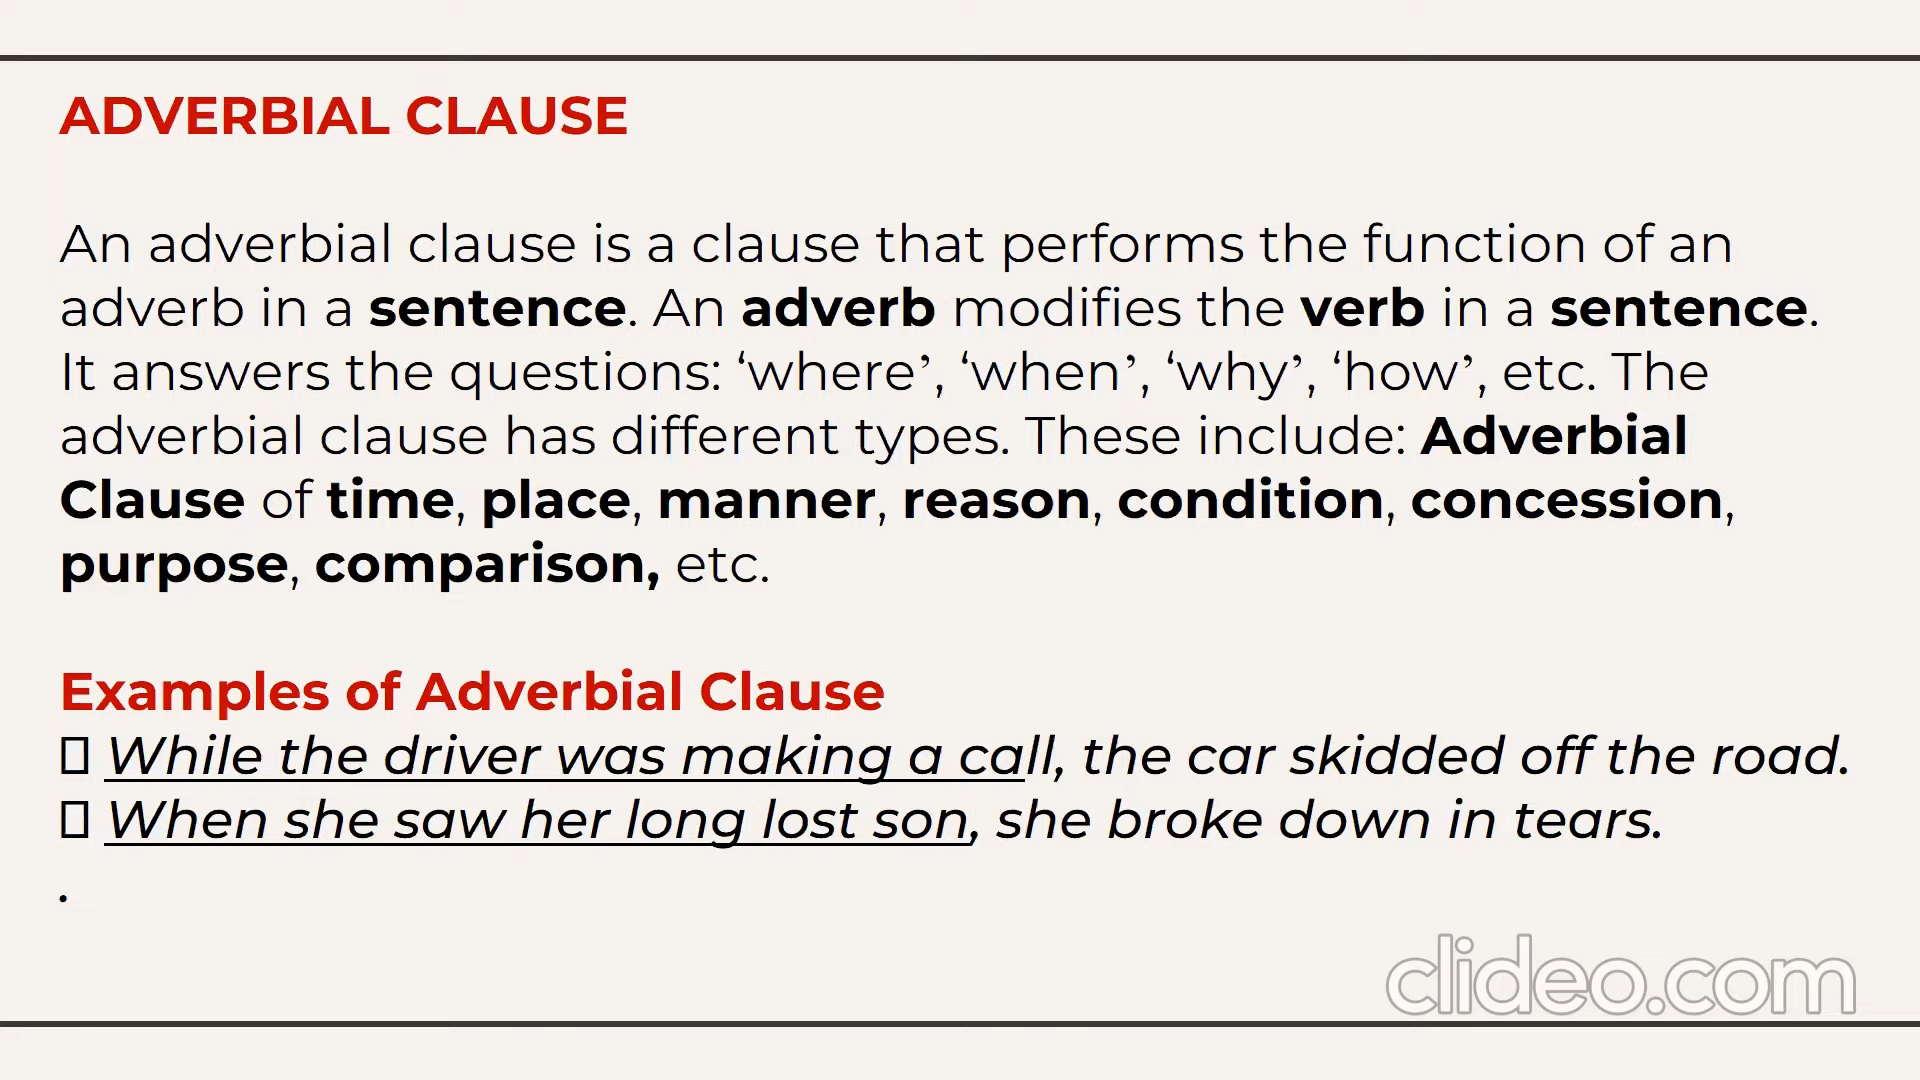 ADVERBIAL CLAUSE
An adverbial clause is a clause that performs the function of an
adverb in a sentence. An adverb modifies the verb in a sentence.
It answers the questions: ‘where’, ‘when’, ‘why’, ‘how’, etc. The
adverbial clause has different types. These include: Adverbial
Clause of time, place, manner, reason, condition, concession,
purpose, comparison, etc.
Examples of Adverbial Clause
While the driver was making a call, the car skidded off the road.
When she saw her long lost son, she broke down in tears.
.
clideo.com